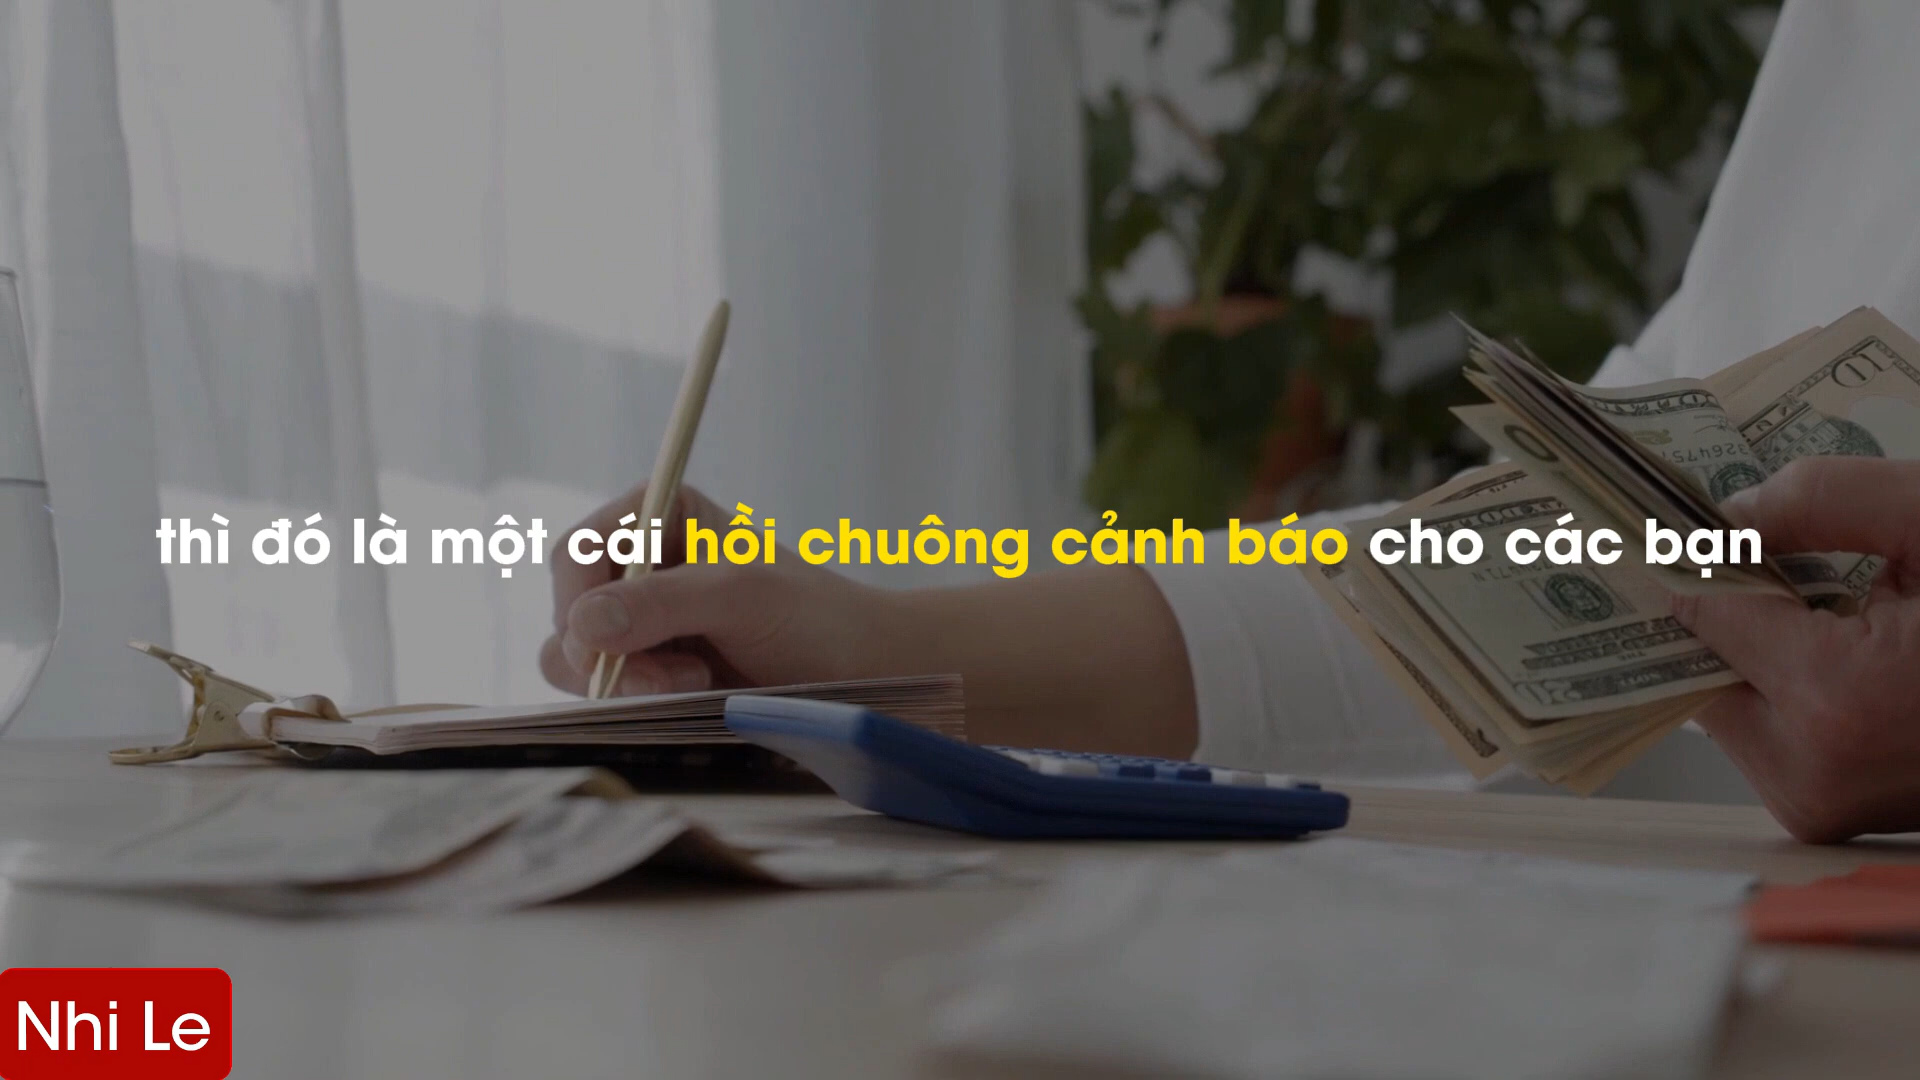 thì đó là một cái hồi chuông cảnh báo cho các bạn
Nhi Le